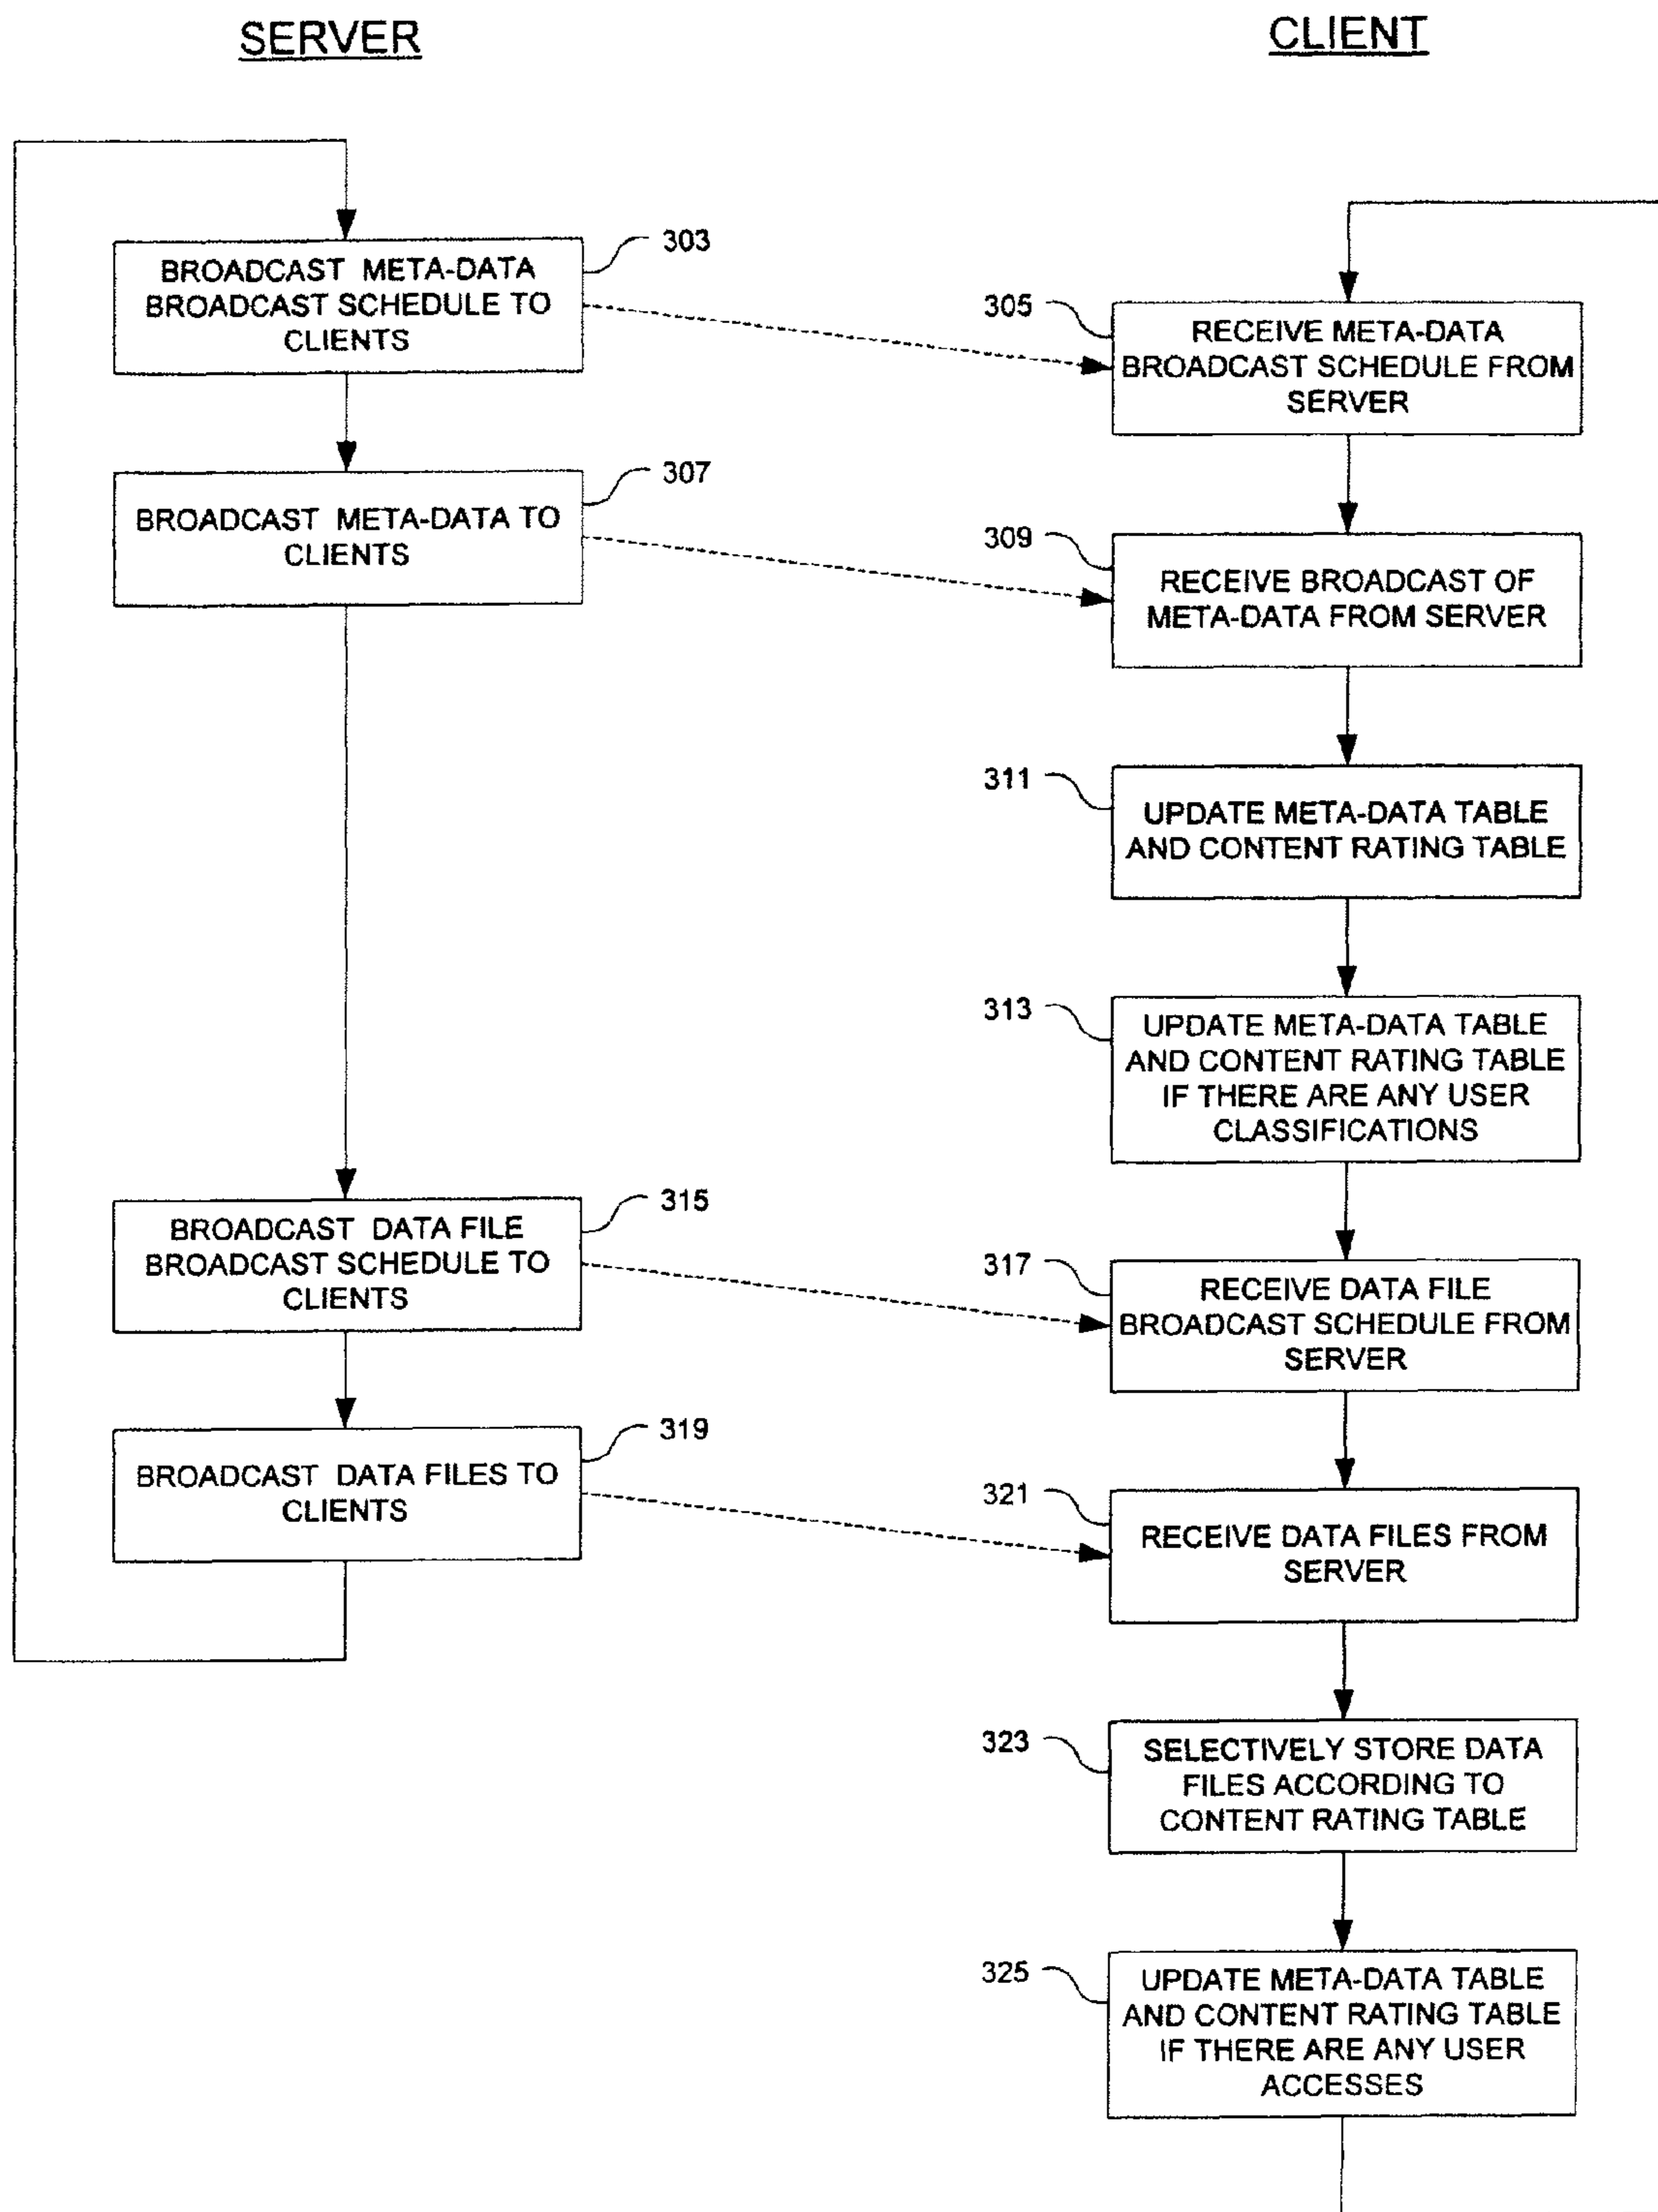 SERVER
CLIENT
303
BROADCAST META-DATA
BROADCAST SCHEDULE TO
CLIENTS
305
RECEIVE META-DATA
BROADCAST SCHEDULE FROM
SERVER
307
BROADCAST META-DATA TO
CLIENTS
309
RECEIVE BROADCAST OF
META-DATA FROM SERVER
311
UPDATE META-DATA TABLE
AND CONTENT RATING TABLE
313
UPDATE META-DATA TABLE
AND CONTENT RATING TABLE
IF THERE ARE ANY USER
CLASSIFICATIONS
315
BROADCAST DATA FILE
BROADCAST SCHEDULE TO
CLIENTS
317
RECEIVE DATA FILE
BROADCAST SCHEDULE FROM
SERVER
319
BROADCAST DATA FILES TO
CLIENTS
321
RECEIVE DATA FILES FROM
SERVER
323
SELECTIVELY STORE DATA
FILES ACCORDING TO
CONTENT RATING TABLE
325
UPDATE META-DATA TABLE
AND CONTENT RATING TABLE
IF THERE ARE ANY USER
ACCESSES